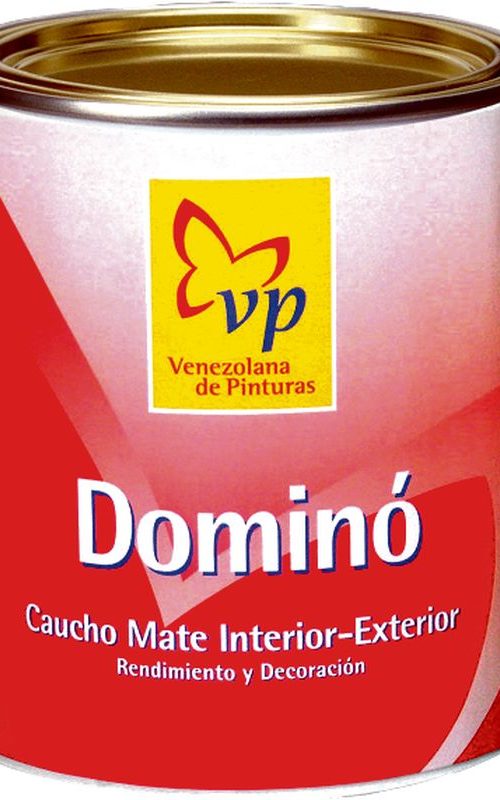 vp
Venezolana
de Pinturas
Dominó
Caucho Mate Interior-Exterior
Rendimiento y Decoración